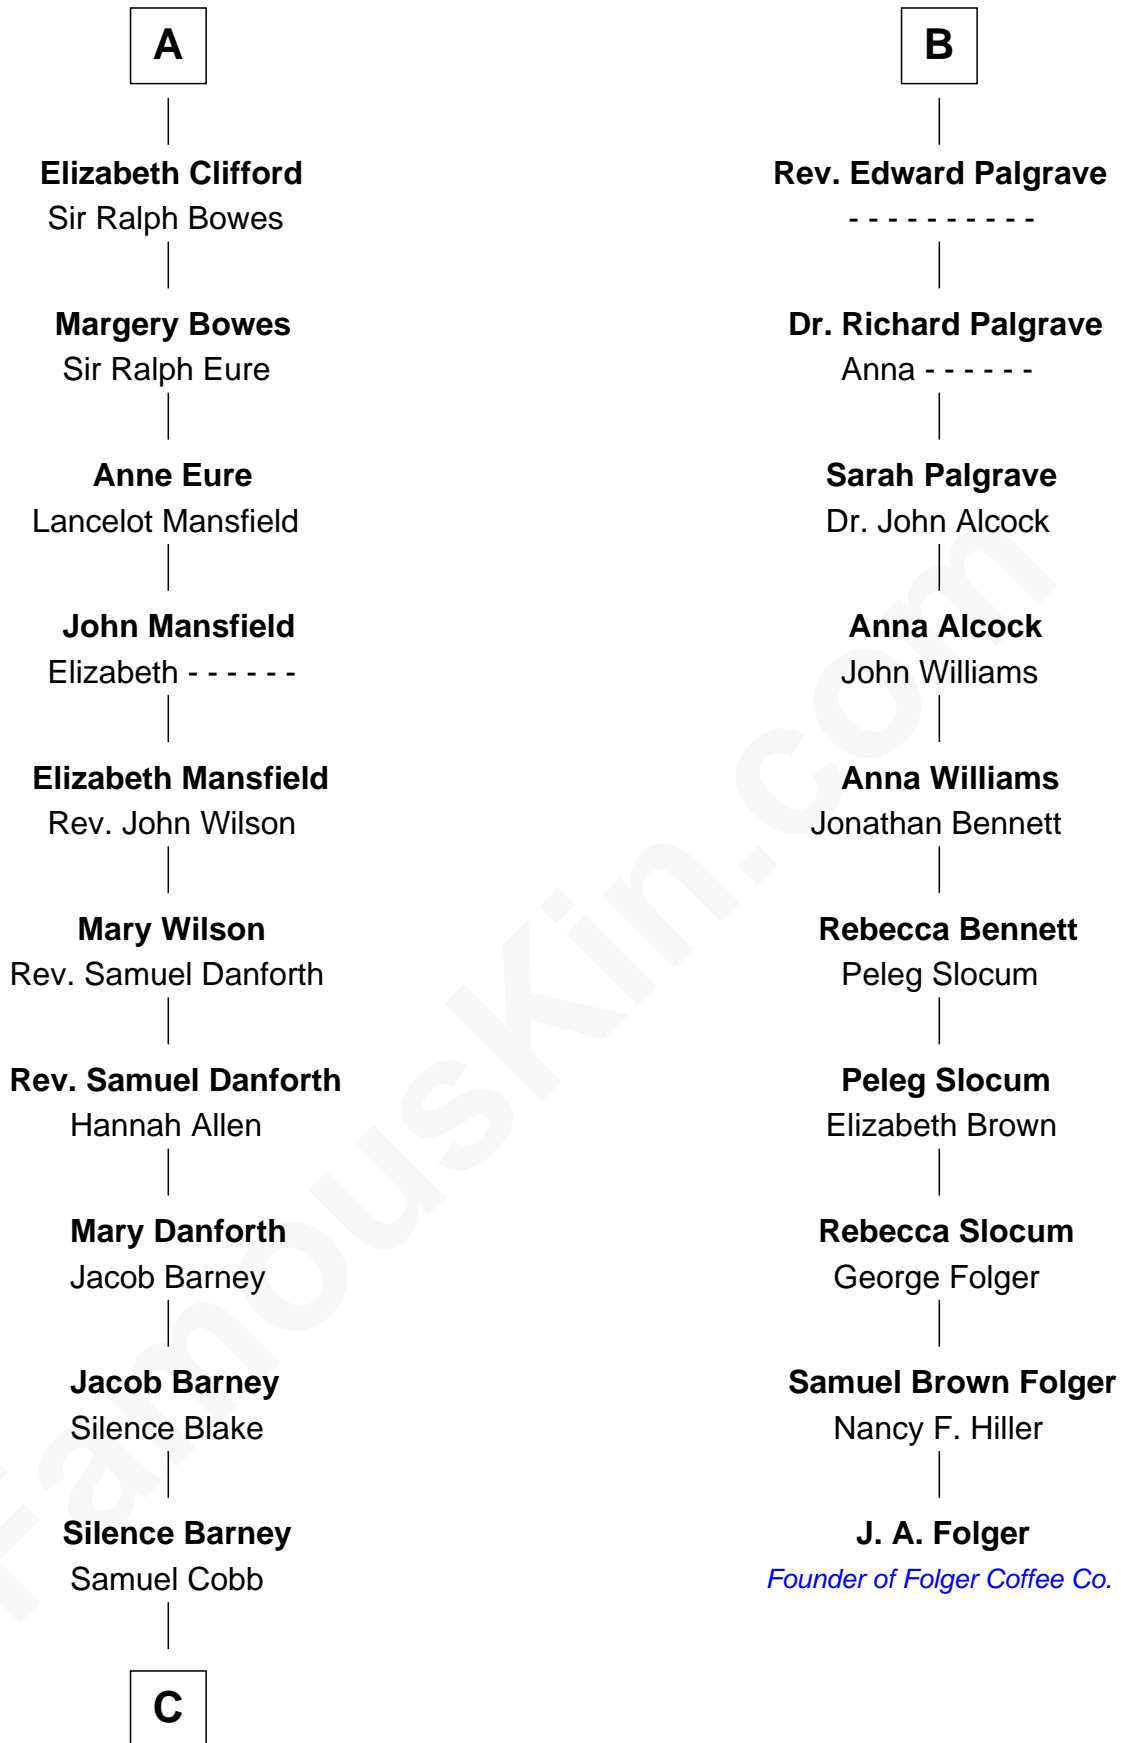 A
Elizabeth Clifford
Sir Ralph Bowes
Margery Bowes
Sir Ralph Eure
Anne Eure
Lancelot Mansfield
John Mansfield
Elizabeth - - - - - -
Elizabeth Mansfield
Rev. John Wilson
Mary Wilson
Rev. Samuel Danforth
Rev. Samuel Danforth
Hannah Allen
Mary Danforth
Jacob Barney
Jacob Barney
Silence Blake
Silence Barney
Samuel Cobb
C
B
Rev. Edward Palgrave
- - - - - - - - - -
Dr. Richard Palgrave
Anna - - - - - -
Sarah Palgrave
Dr. John Alcock
Anna Alcock
John Williams
Anna Williams
Jonathan Bennett
Rebecca Bennett
Peleg Slocum
Peleg Slocum
Elizabeth Brown
Rebecca Slocum
George Folger
Samuel Brown Folger
Nancy F. Hiller
J. A. Folger
Founder of Folger Coffee Co.
FamousKin.com